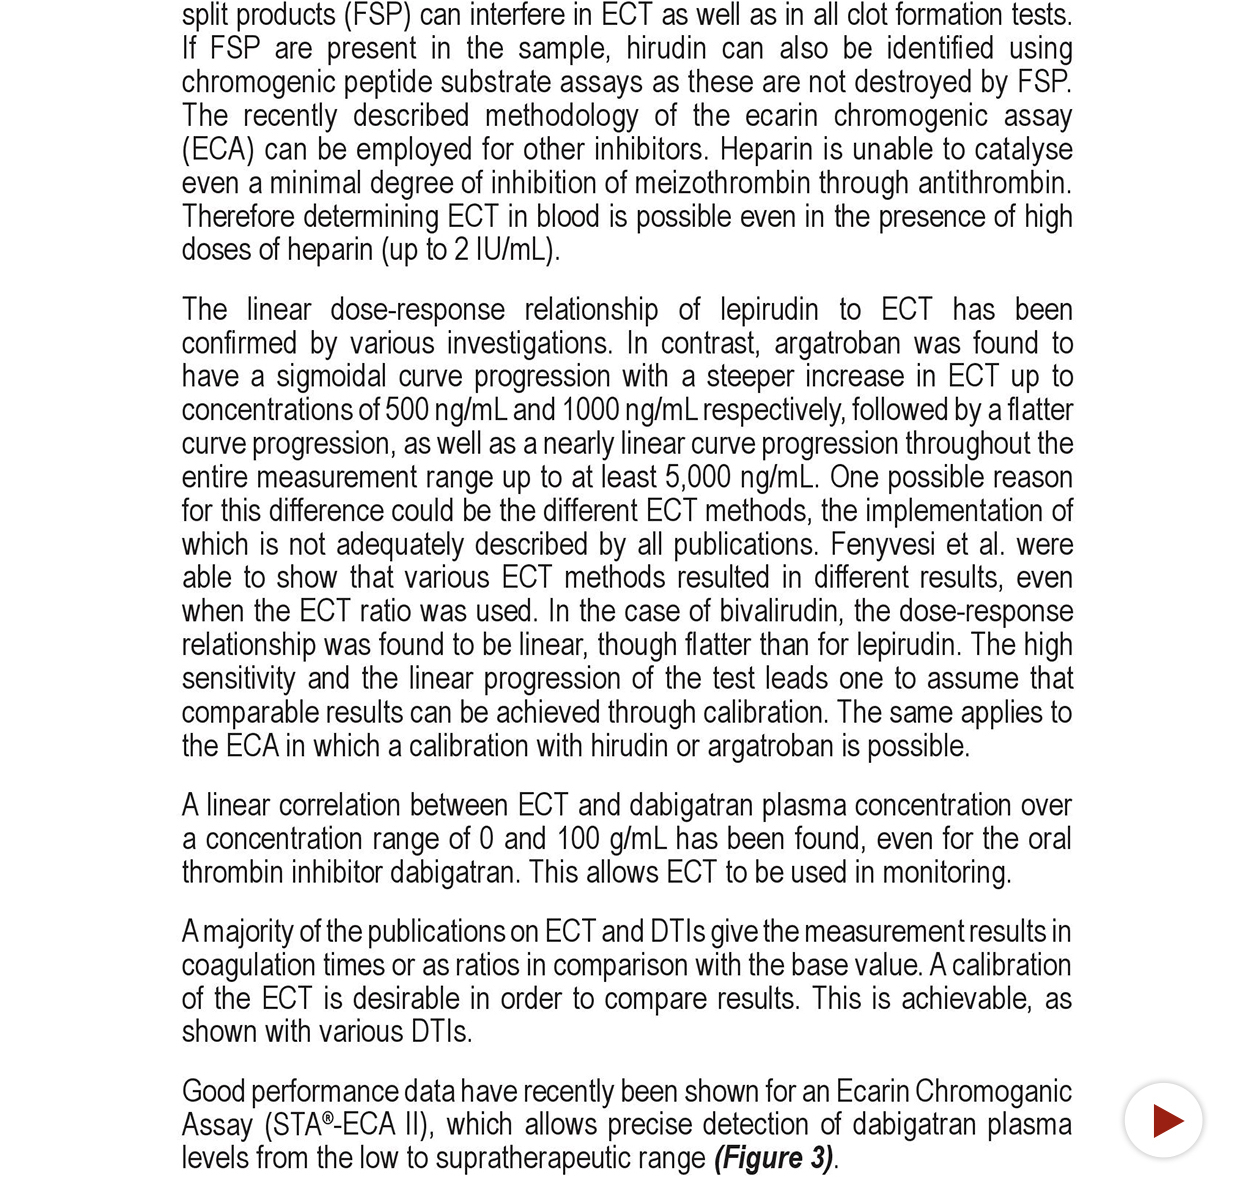 split products (FSP) can interfere in ECT as well as in all clot formation tests.
If FSP are present in the sample, hirudin can also be identified using
chromogenic peptide substrate assays as these are not destroyed by FSP.
The recently described methodology of the ecarin chromogenic assay
(ECA) can be employed for other inhibitors. Heparin is unable to catalyse
even a minimal degree of inhibition of meizothrombin through antithrombin.
Therefore determining ECT in blood is possible even in the presence of high
doses of heparin (up to 2 IU/mL).
The linear dose-response relationship of lepirudin to ECT has been
confirmed by various investigations. In contrast, argatroban was found to
have a sigmoidal curve progression with a steeper increase in ECT up to
concentrations of 500 ng/mL and 1000 ng/mL respectively, followed by a flatter
curve progression, as well as a nearly linear curve progression throughout the
entire measurement range up to at least 5,000 ng/mL. One possible reason
for this difference could be the different ECT methods, the implementation of
which is not adequately described by all publications. Fenyvesi et al. were
able to show that various ECT methods resulted in different results, even
when the ECT ratio was used. In the case of bivalirudin, the dose-response
relationship was found to be linear, though flatter than for lepirudin. The high
sensitivity and the linear progression of the test leads one to assume that
comparable results can be achieved through calibration. The same applies to
the ECA in which a calibration with hirudin or argatroban is possible.
A linear correlation between ECT and dabigatran plasma concentration over
a concentration range of 0 and 100 g/mL has been found, even for the oral
thrombin inhibitor dabigatran. This allows ECT to be used in monitoring.
A majority of the publications on ECT and DTIs give the measurement results in
coagulation times or as ratios in comparison with the base value. A calibration
of the ECT is desirable in order to compare results. This is achievable, as
shown with various DTIs.
Good performance data have recently been shown for an Ecarin Chromoganic
Assay (STA®-ECA II), which allows precise detection of dabigatran plasma
levels from the low to supratherapeutic range (Figure 3).